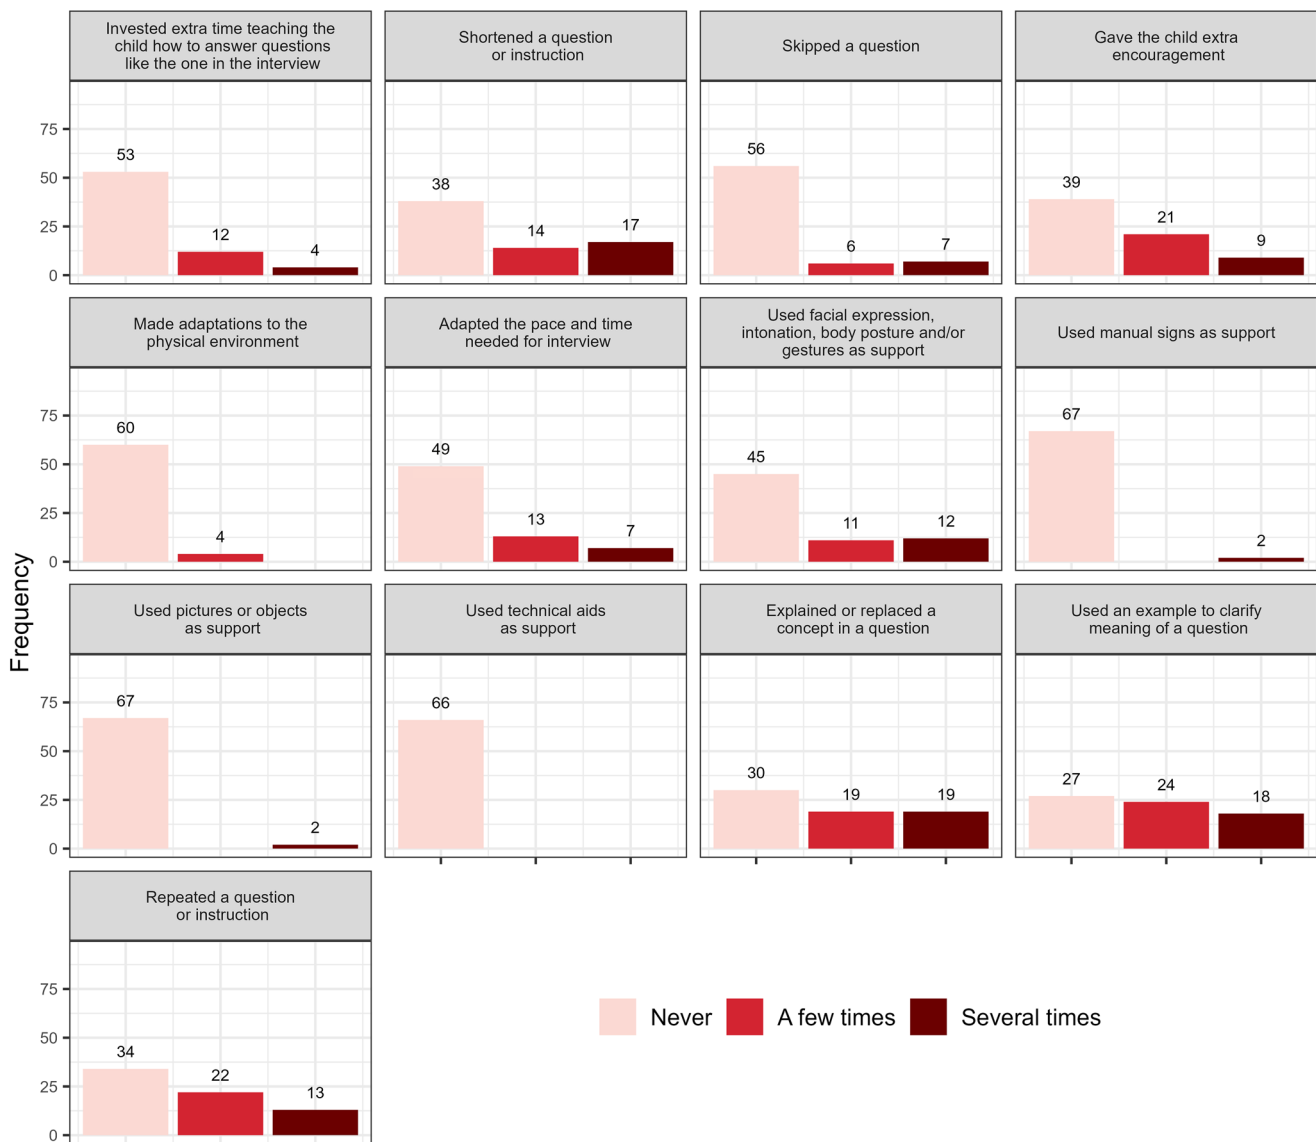 Invested extra time teaching the
child how to answer questions
like the one in the interview
Shortened a question
or instruction
Skipped a question
Gave the child extra
encouragement
75
50
25
0
53
12
4
38
14
17
56
6
7
39
21
9
Made adaptations to the
physical environment
Adapted the pace and time
needed for interview
Used facial expression,
intonation, body posture and/or
gestures as support
Used manual signs as support
75
50
25
0
60
4
49
13
7
45
11
12
67
2
Frequency
Used pictures or objects
as support
Used technical aids
as support
Explained or replaced a
concept in a question
Used an example to clarify
meaning of a question
75
50
25
0
67
2
66
30
19
19
27
24
18
Repeated a question
or instruction
75
50
25
0
34
22
13
Never
A few times
Several times